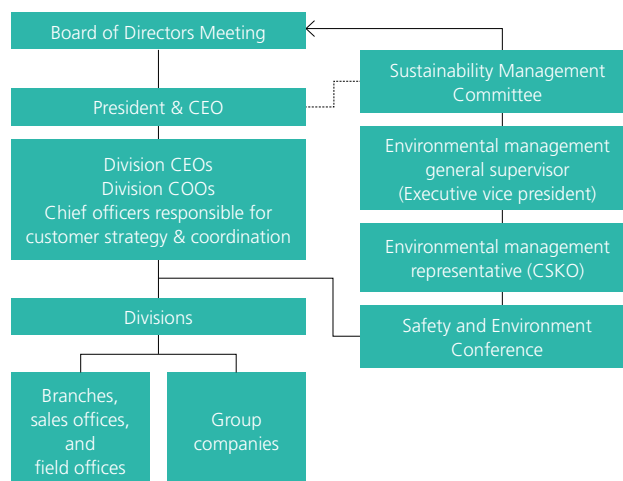 Board of Directors Meeting
President & CEO
Division CEOs
Division COOs
Chief officers responsible for
customer strategy & coordination
Divisions
Branches,
sales offices,
and
field offices
Group
companies
Sustainability Management
Committee
Environmental management
general supervisor
(Executive vice president)
Environmental management
representative (CSKO)
Safety and Environment
Conference